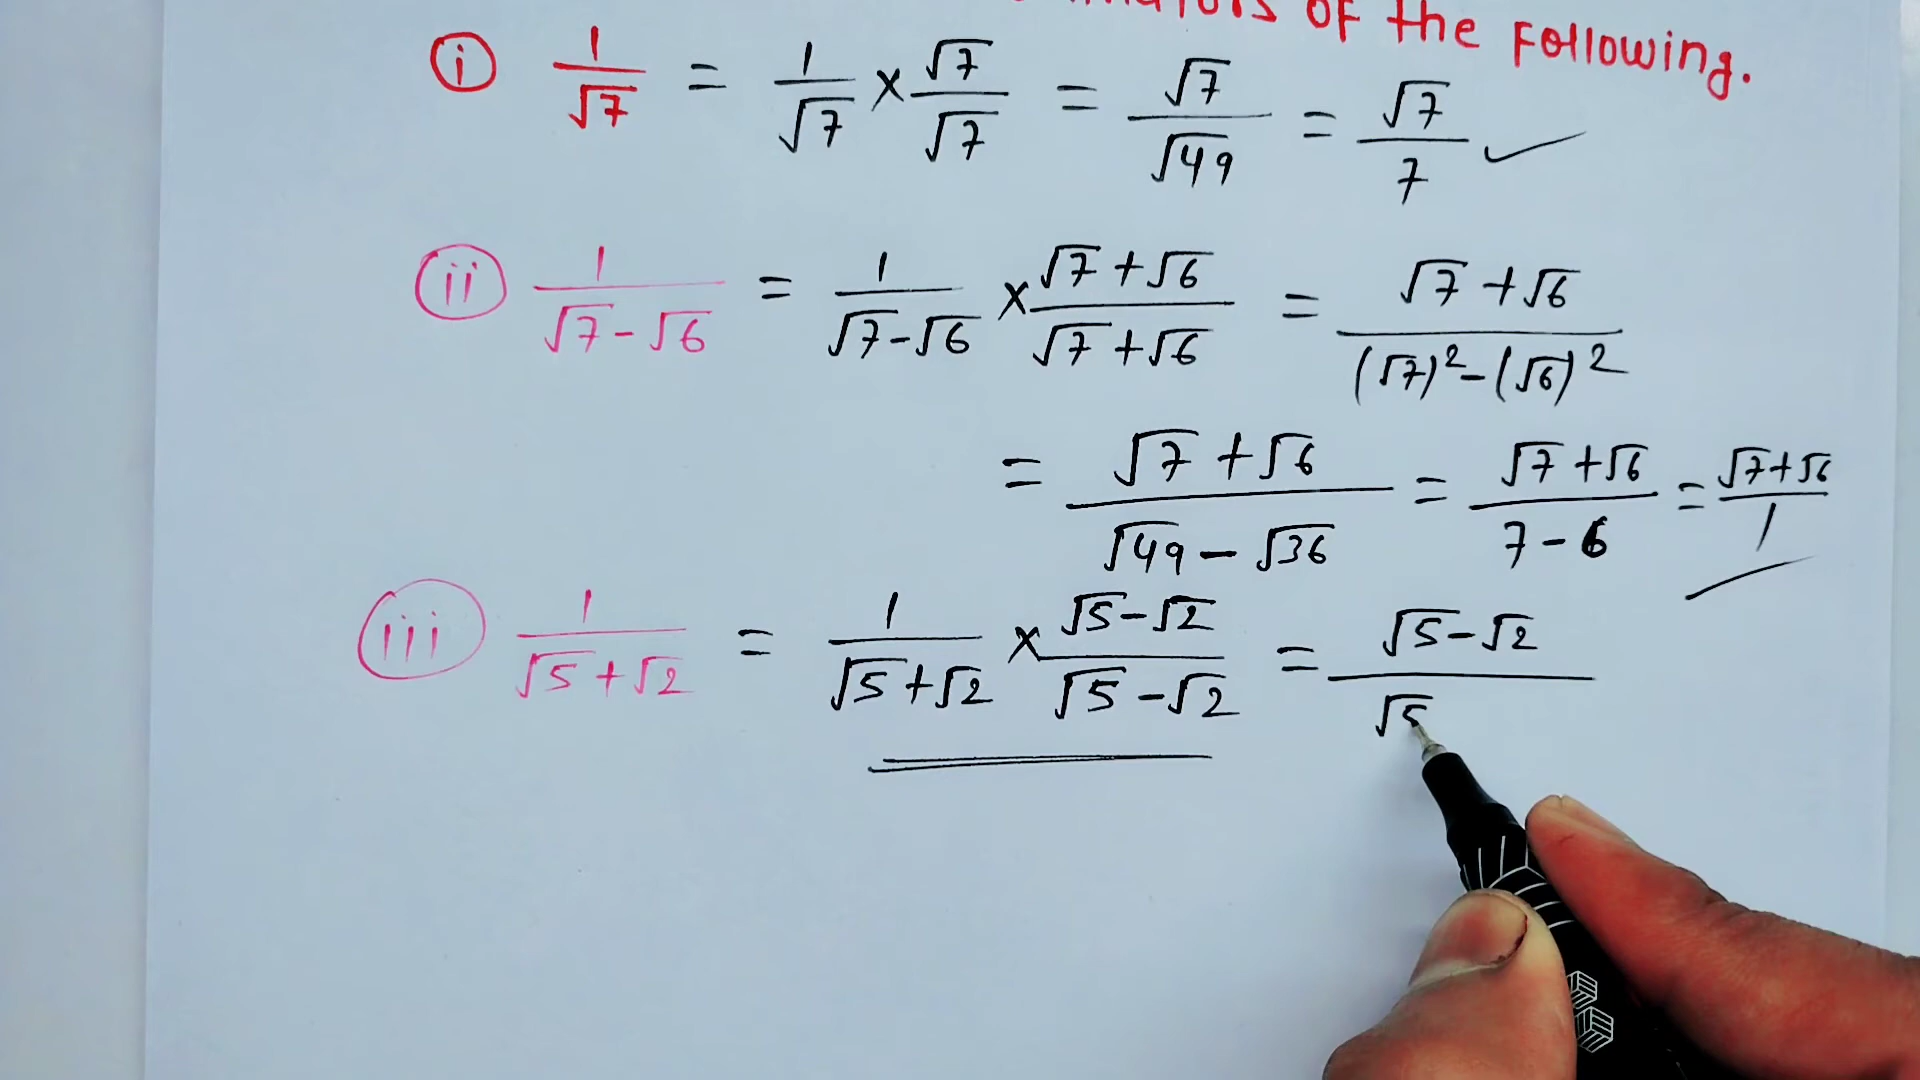 of the Following.
(i) 1/√7 = 1/√7 × √7/√7 = √7/√49 = √7/7 ✓
(ii) 1/(√7-√6) = 1/(√7-√6) × (√7+√6)/(√7+√6) = (√7+√6)/((√7)²-(√6)²)
= (√7+√6)/(√49-√36) = (√7+√6)/(7-6) = (√7+√6)/1
(iii) 1/(√5+√2) = 1/(√5+√2) × (√5-√2)/(√5-√2) = (√5-√2)/√5